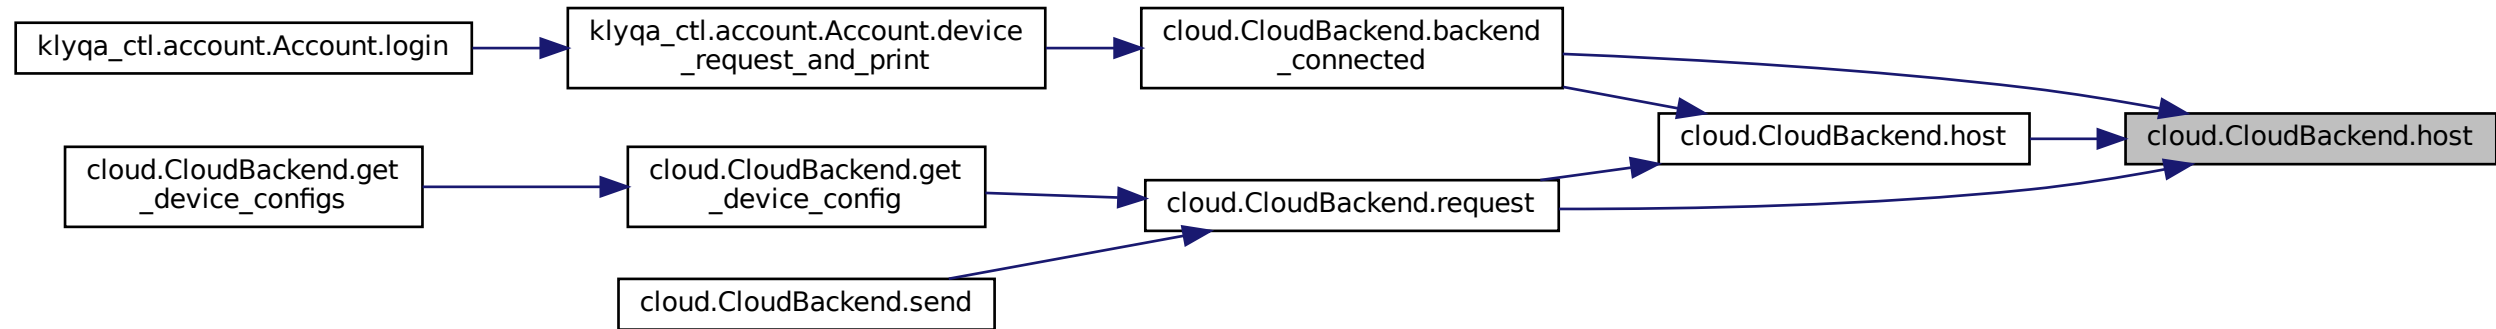 klyqa_ctl.account.Account.login
klyqa_ctl.account.Account.device
_request_and_print
cloud.CloudBackend.backend
_connected
cloud.CloudBackend.host
cloud.CloudBackend.host
cloud.CloudBackend.get
_device_configs
cloud.CloudBackend.get
_device_config
cloud.CloudBackend.request
cloud.CloudBackend.send